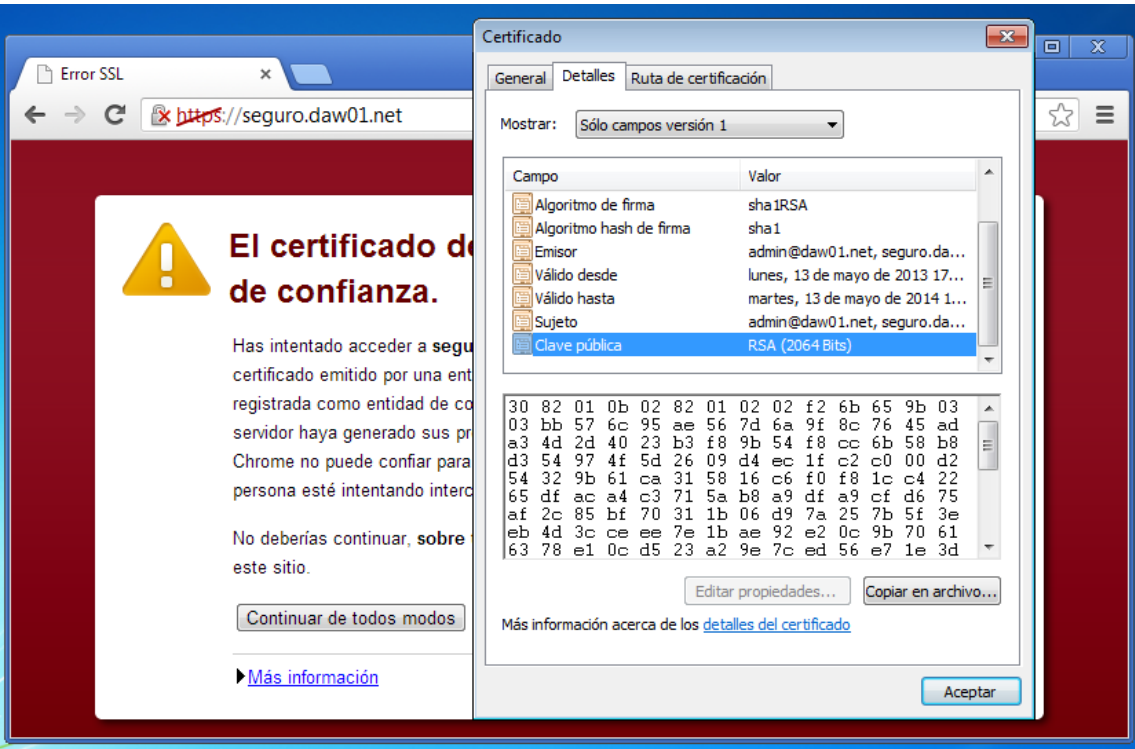 Error SSL
https://seguro.daw01.net
El certificado de
de confianza.
Has intentado acceder a segu
certificado emitido por una ent
registrada como entidad de co
servidor haya generado sus pr
Chrome no puede confiar para
persona esté intentando interc
No deberías continuar, sobre t
este sitio.
Continuar de todos modos
Más información
Certificado
General Detalles Ruta de certificación
Mostrar: Sólo campos versión 1
Campo Valor
Algoritmo de firma sha1RSA
Algoritmo hash de firma sha1
Emisor admin@daw01.net, seguro.da...
Válido desde lunes, 13 de mayo de 2013 17...
Válido hasta martes, 13 de mayo de 2014 1...
Sujeto admin@daw01.net, seguro.da...
Clave pública RSA (2064 Bits)
30 82 01 0b 02 82 01 02 02 f2 6b 65 9b 03
03 bb 57 6c 95 ae 56 7d 6a 9f 8c 76 45 ad
a3 4d 2d 40 23 b3 f8 9b 54 f8 cc 6b 58 b8
d3 54 97 4f 5d 26 09 d4 ec 1f c2 c0 00 d2
54 32 9b 61 ca 31 58 16 c6 f0 f8 1c c4 22
65 df ac a4 c3 71 5a b8 a9 df a9 cf d6 75
af 2c 85 bf 70 31 1b 06 d9 7a 25 7b 5f 3e
eb 4d 3c ce ee 7e 1b ae 92 e2 0c 9b 70 61
63 78 e1 0c d5 23 a2 9e 7c ed 56 e7 1e 3d
Editar propiedades... Copiar en archivo...
Más información acerca de los detalles del certificado
Aceptar